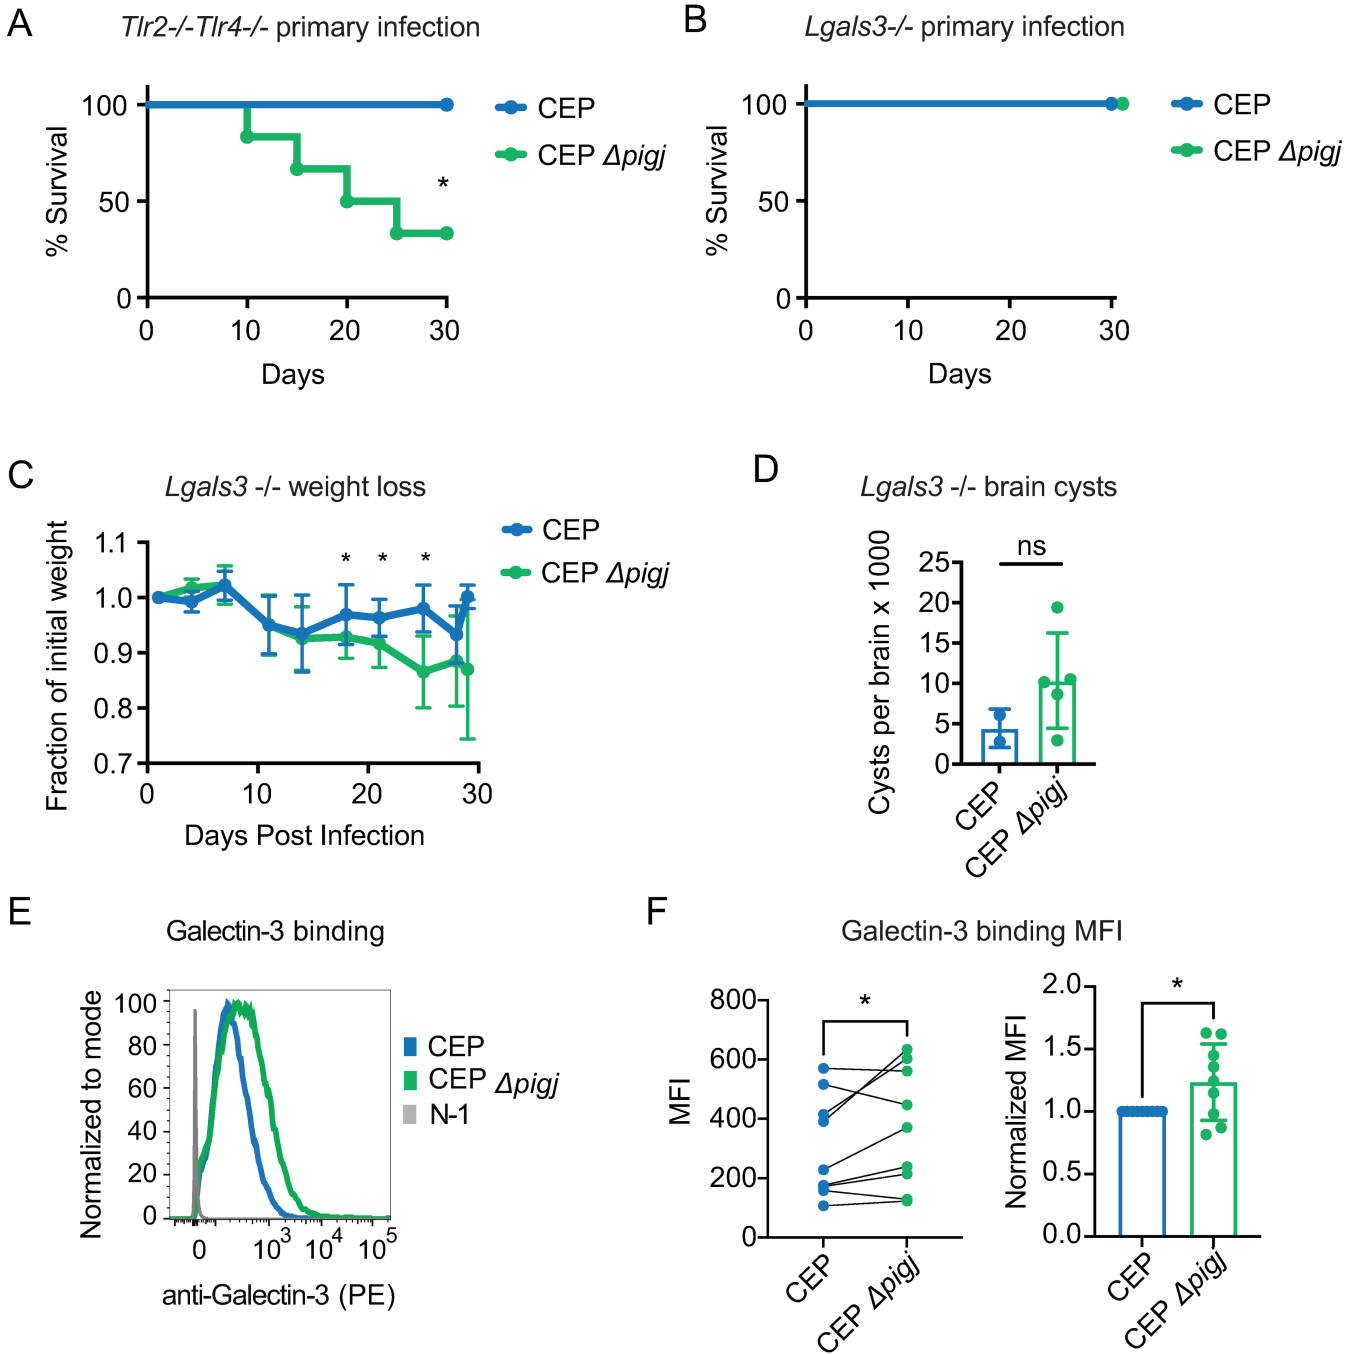 A
Tlr2-/-Tlr4-/- primary infection
% Survival
100
50
0
0 10 20 30
Days
CEP
CEP Δpigj
*
B
Lgals3-/- primary infection
% Survival
100
50
0
0 10 20 30
Days
CEP
CEP Δpigj
C
Lgals3 -/- weight loss
Fraction of initial weight
1.1
1.0
0.9
0.8
0.7
0 10 20 30
Days Post Infection
* * *
CEP
CEP Δpigj
D
Lgals3 -/- brain cysts
Cysts per brain x 1000
ns
25
20
15
10
5
0
CEP
CEP Δpigj
E
Galectin-3 binding
Normalized to mode
100
80
60
40
20
0
0 10³ 10⁴ 10⁵
anti-Galectin-3 (PE)
CEP
CEP Δpigj
N-1
F
Galectin-3 binding MFI
MFI
800
600
400
200
0
*
CEP
CEP Δpigj
Normalized MFI
2.0
1.5
1.0
0.5
0.0
*
CEP
CEP Δpigj